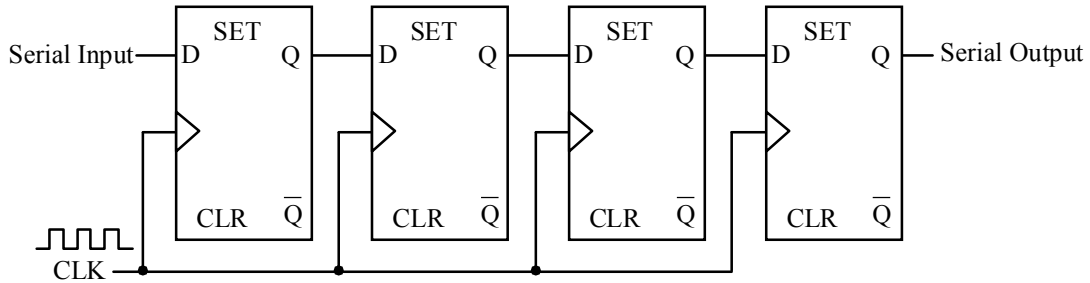 SET SET SET SET
Serial Input D Q D Q D Q D Q Serial Output
CLR Q̅ CLR Q̅ CLR Q̅ CLR Q̅
CLK